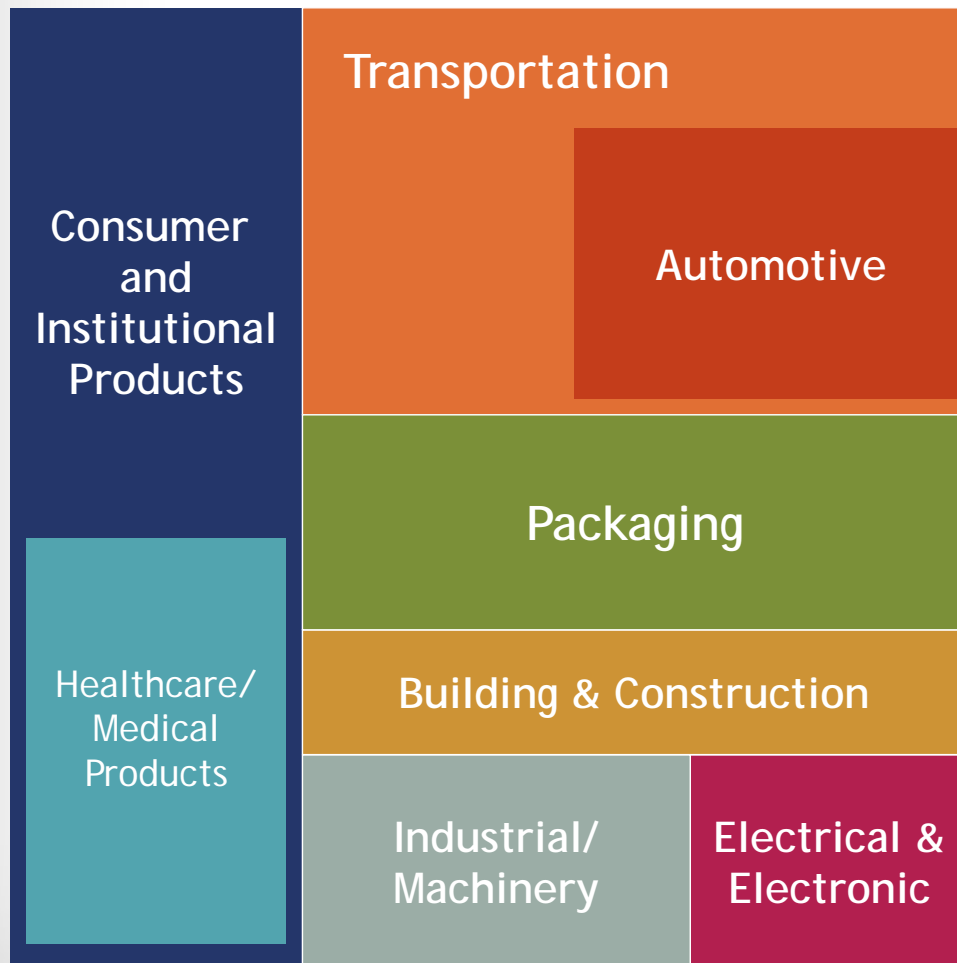 Transportation
Automotive
Consumer
and
Institutional
Products
Packaging
Healthcare/
Medical
Products
Building & Construction
Industrial/
Machinery
Electrical &
Electronic